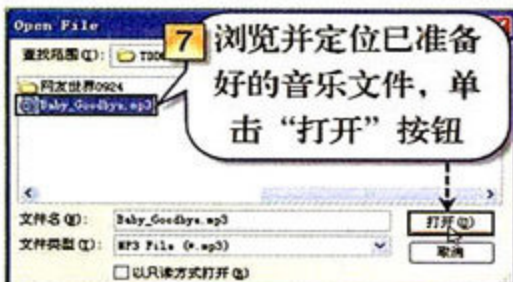 Open File
查找范围(I):
7 浏览并定位已准备
好的音乐文件，单
击“打开”按钮
网友世界0924
Baby_Goodbye.mp3
文件名(N): Baby_Goodbye.mp3 打开(O)
文件类型(T): MP3 File (*.mp3) 取消
以只读方式打开(R)